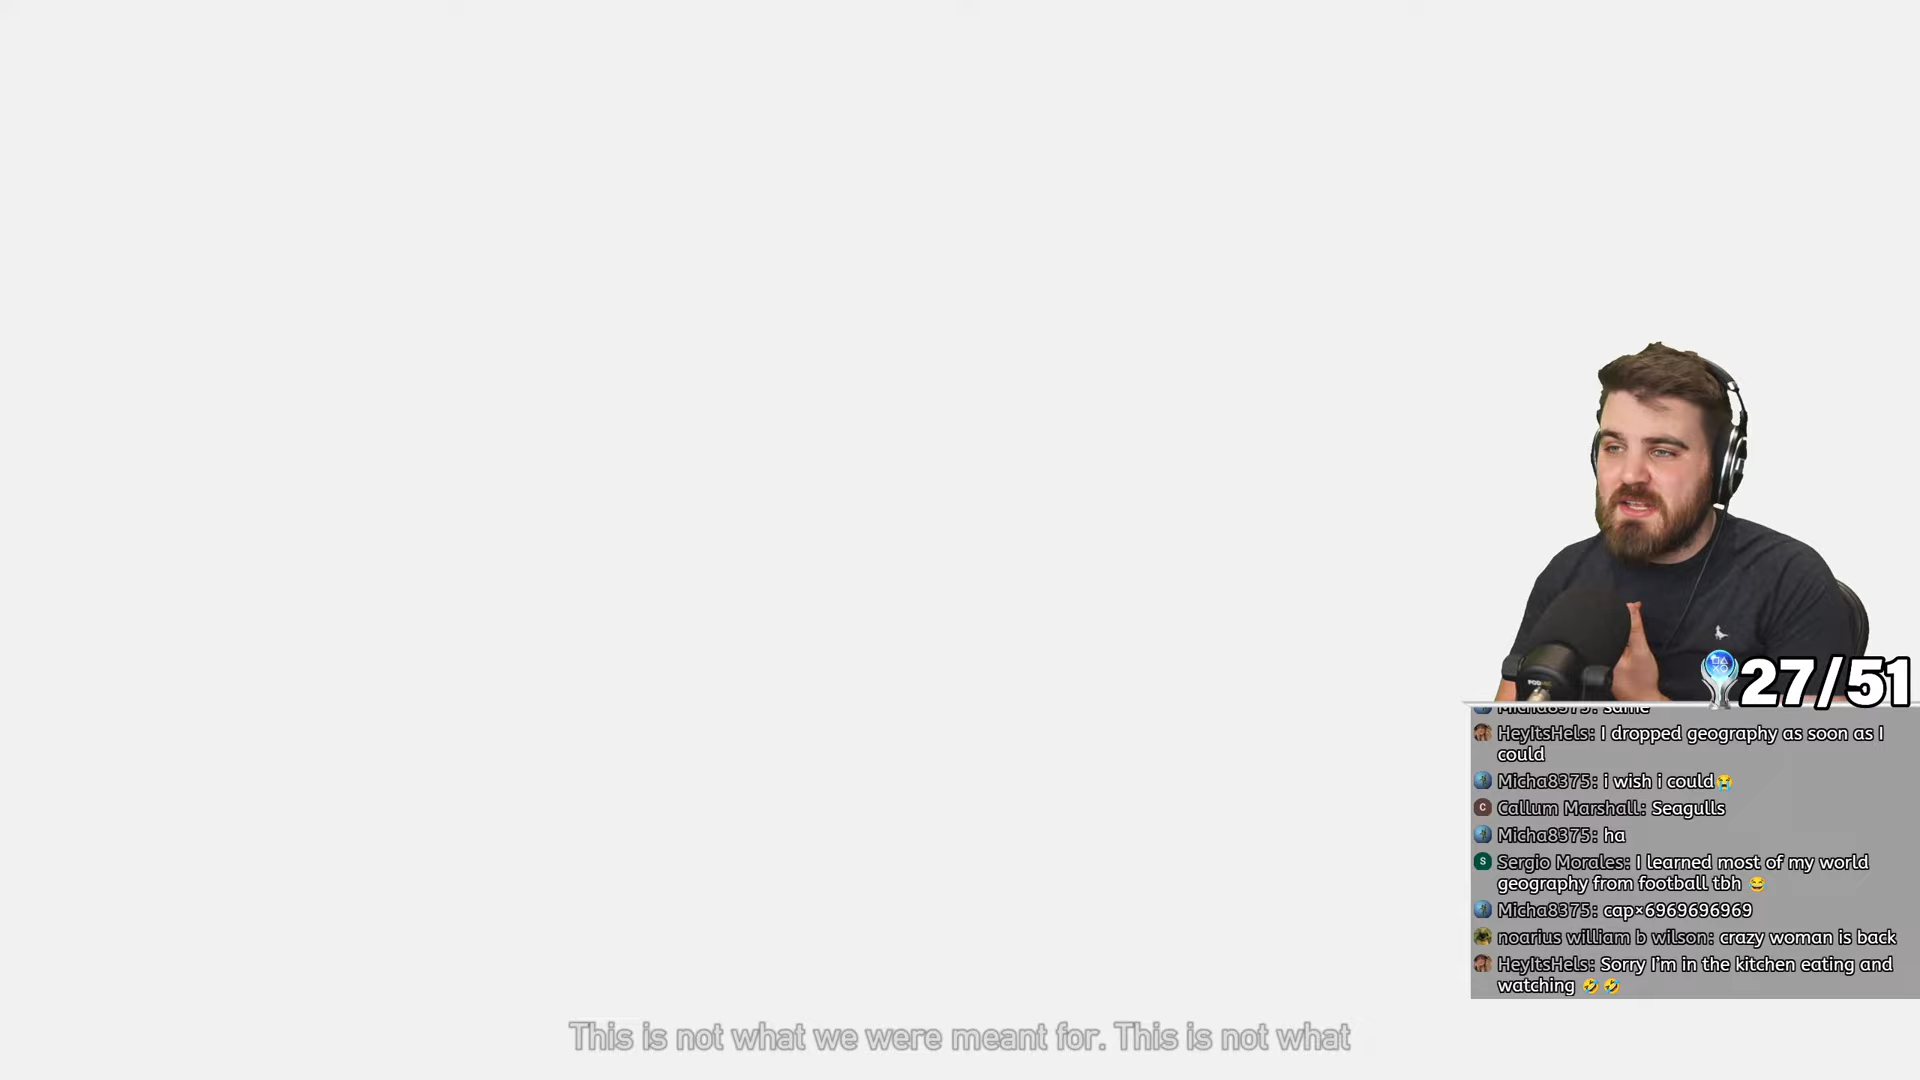 27/51
Micha8375: same
HeyItsHels: I dropped geography as soon as I
could
Micha8375: i wish i could😭
C Callum Marshall: Seagulls
Micha8375: ha
S Sergio Morales: I learned most of my world
geography from football tbh 😂
Micha8375: cap×6969696969
noarius william b wilson: crazy woman is back
HeyItsHels: Sorry I'm in the kitchen eating and
watching 🤣🤣
This is not what we were meant for. This is not what